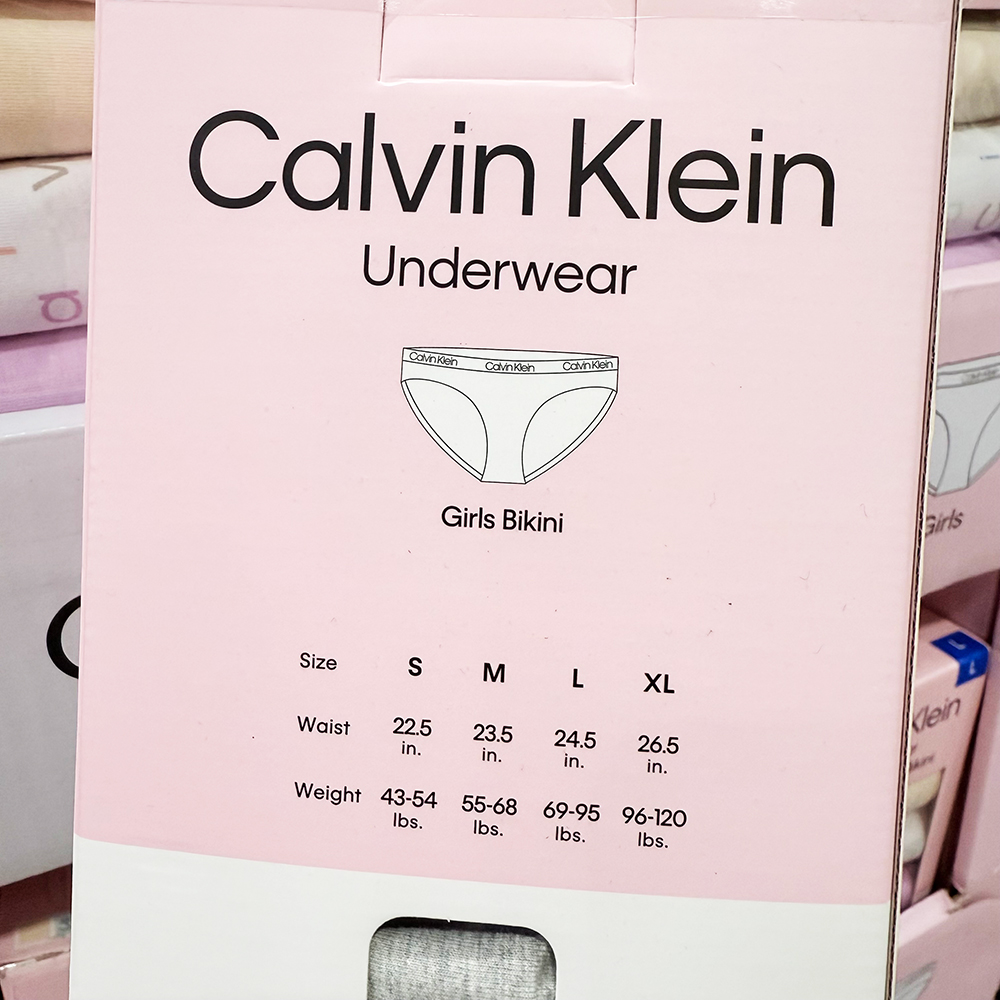 Calvin Klein
Underwear
Calvin Klein Calvin Klein Calvin Klein
Girls Bikini
Size S M L XL
Waist 22.5 in. 23.5 in. 24.5 in. 26.5 in.
Weight 43-54 lbs. 55-68 lbs. 69-95 lbs. 96-120 lbs.
Girls
L
Klein